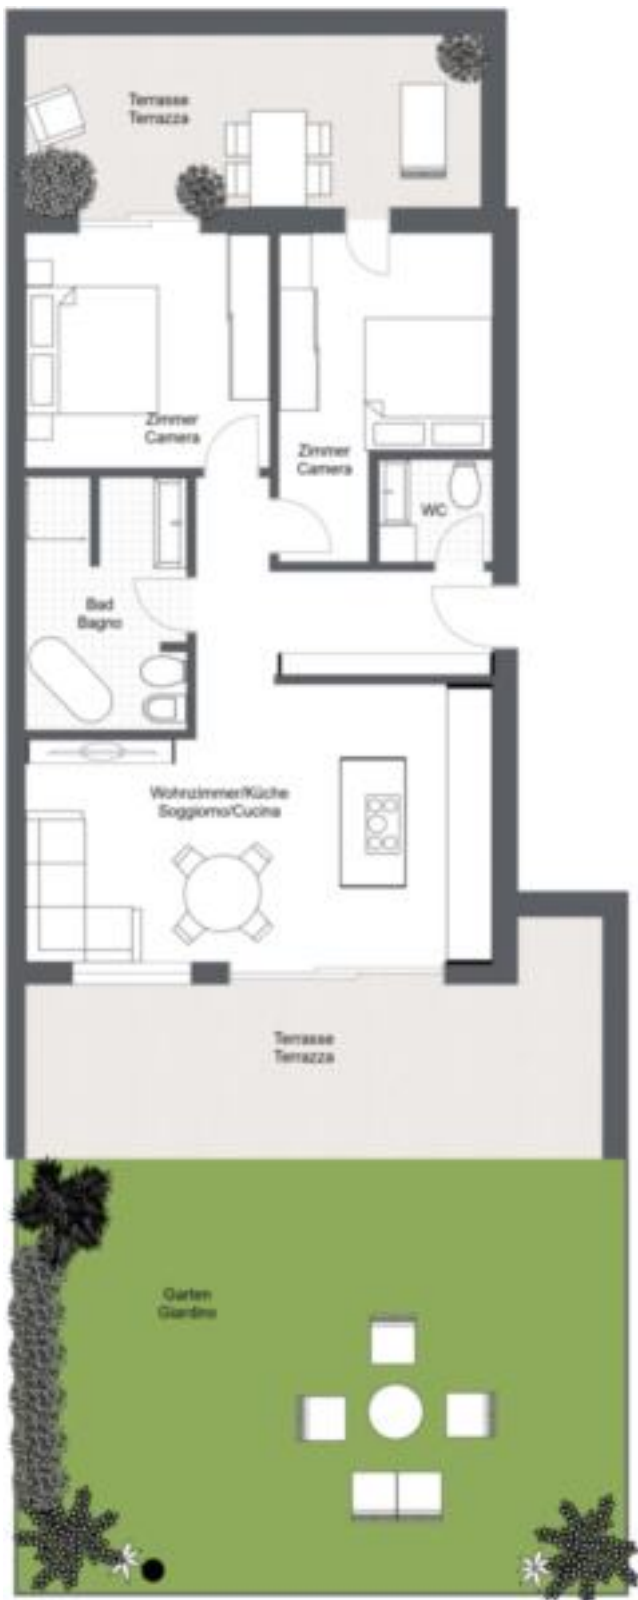 Terrasse
Terrazza
Zimmer
Camera
Zimmer
Camera
WC
Bad
Bagno
Wohnzimmer/Küche
Soggiorno/Cucina
Terrasse
Terrazza
Garten
Giardino